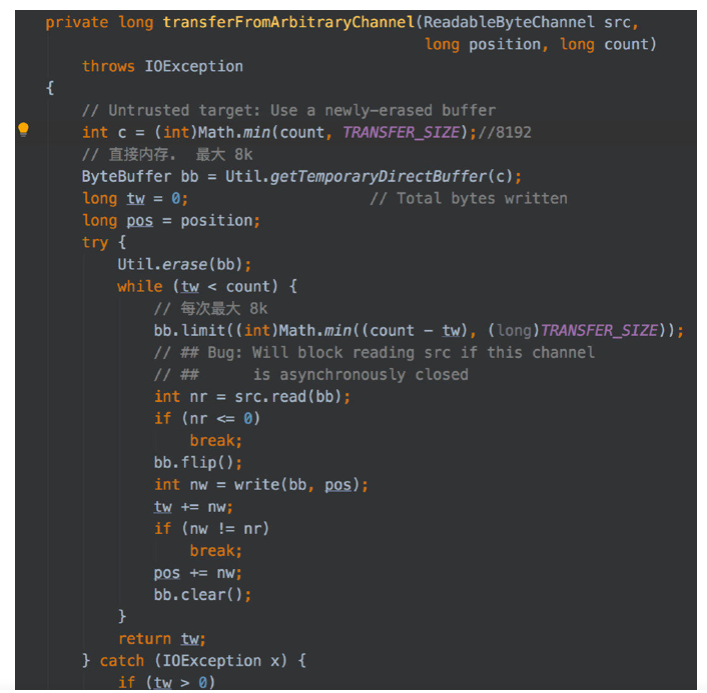 private long transferFromArbitraryChannel(ReadableByteChannel src,
long position, long count)
throws IOException
{
// Untrusted target: Use a newly-erased buffer
int c = (int)Math.min(count, TRANSFER_SIZE);//8192
// 直接内存.  最大 8k
ByteBuffer bb = Util.getTemporaryDirectBuffer(c);
long tw = 0; // Total bytes written
long pos = position;
try {
Util.erase(bb);
while (tw < count) {
// 每次最大 8k
bb.limit((int)Math.min((count - tw), (long)TRANSFER_SIZE));
// ## Bug: Will block reading src if this channel
// ## is asynchronously closed
int nr = src.read(bb);
if (nr <= 0)
break;
bb.flip();
int nw = write(bb, pos);
tw += nw;
if (nw != nr)
break;
pos += nw;
bb.clear();
}
return tw;
} catch (IOException x) {
if (tw > 0)